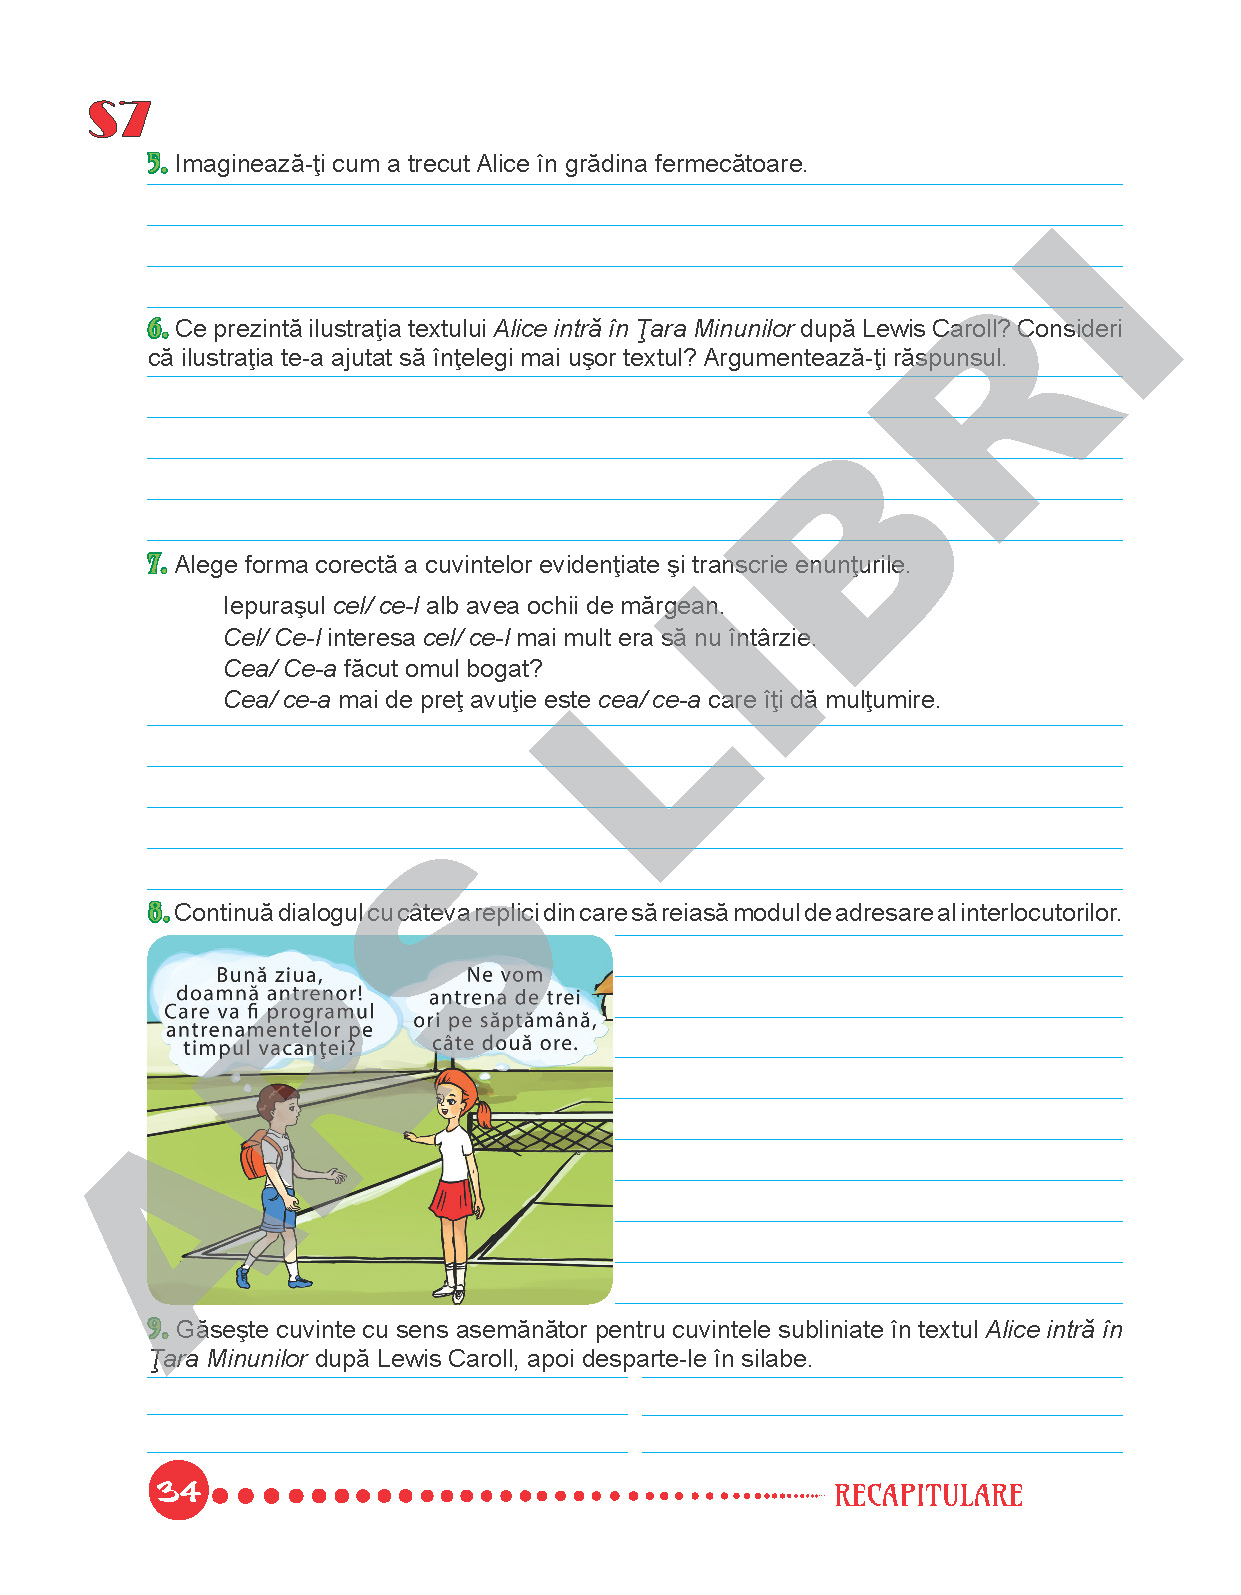 S7
5. Imaginează-ţi cum a trecut Alice în grădina fermecătoare.
6. Ce prezintă ilustraţia textului Alice intră în Ţara Minunilor după Lewis Caroll? Consideri
că ilustraţia te-a ajutat să înţelegi mai uşor textul? Argumentează-ţi răspunsul.
7. Alege forma corectă a cuvintelor evidenţiate şi transcrie enunţurile.
Iepuraşul cel/ ce-l alb avea ochii de mărgean.
Cel/ Ce-l interesa cel/ ce-l mai mult era să nu întârzie.
Cea/ Ce-a făcut omul bogat?
Cea/ ce-a mai de preţ avuţie este cea/ ce-a care îţi dă mulţumire.
8. Continuă dialogul cu câteva replici din care să reiasă modul de adresare al interlocutorilor.
Bună ziua,
doamnă antrenor!
Care va fi programul
antrenamentelor pe
timpul vacanţei?
Ne vom
antrena de trei
ori pe săptămână,
câte două ore.
9. Găseşte cuvinte cu sens asemănător pentru cuvintele subliniate în textul Alice intră în
Ţara Minunilor după Lewis Caroll, apoi desparte-le în silabe.
34
RECAPITULARE
ARS LIBRI